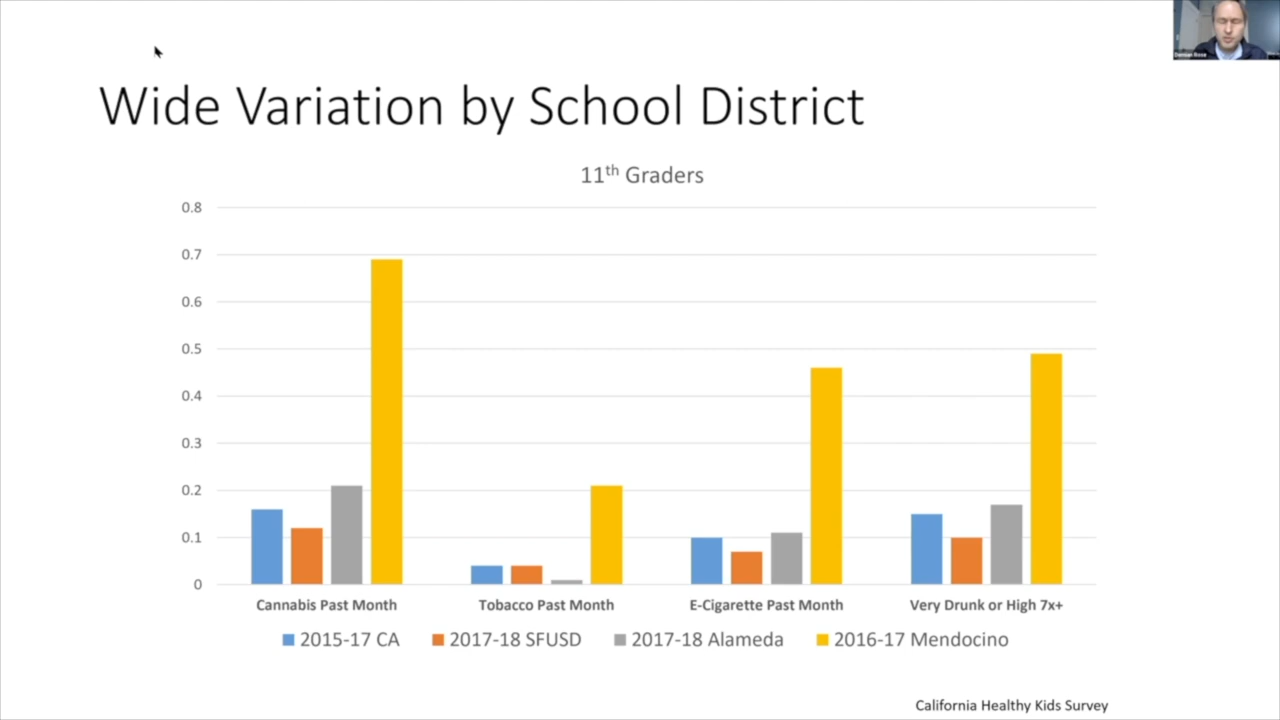 Damian Rose
Wide Variation by School District
11th Graders
0.8
0.7
0.6
0.5
0.4
0.3
0.2
0.1
0
Cannabis Past Month Tobacco Past Month E-Cigarette Past Month Very Drunk or High 7x+
2015-17 CA 2017-18 SFUSD 2017-18 Alameda 2016-17 Mendocino
California Healthy Kids Survey